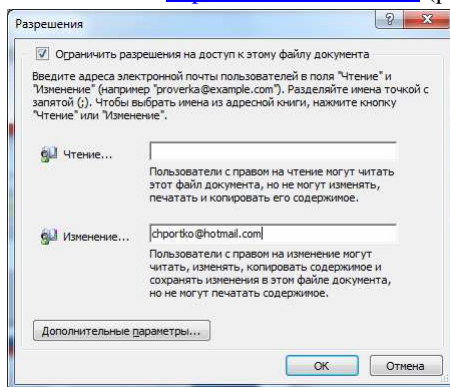 Разрешения
Ограничить разрешения на доступ к этому файлу документа
Введите адреса электронной почты пользователей в поля "Чтение" и
"Изменение" (например "proverka@example.com"). Разделяйте имена точкой с
запятой (;). Чтобы выбрать имена из адресной книги, нажмите кнопку
"Чтение" или "Изменение".
Чтение...
Пользователи с правом на чтение могут читать
этот файл документа, но не могут изменять,
печатать и копировать его содержимое.
Изменение... chportko@hotmail.com
Пользователи с правом на изменение могут
читать, изменять, копировать содержимое и
сохранять изменения в этом файле документа,
но не могут печатать содержимое.
Дополнительные параметры...
ОК Отмена